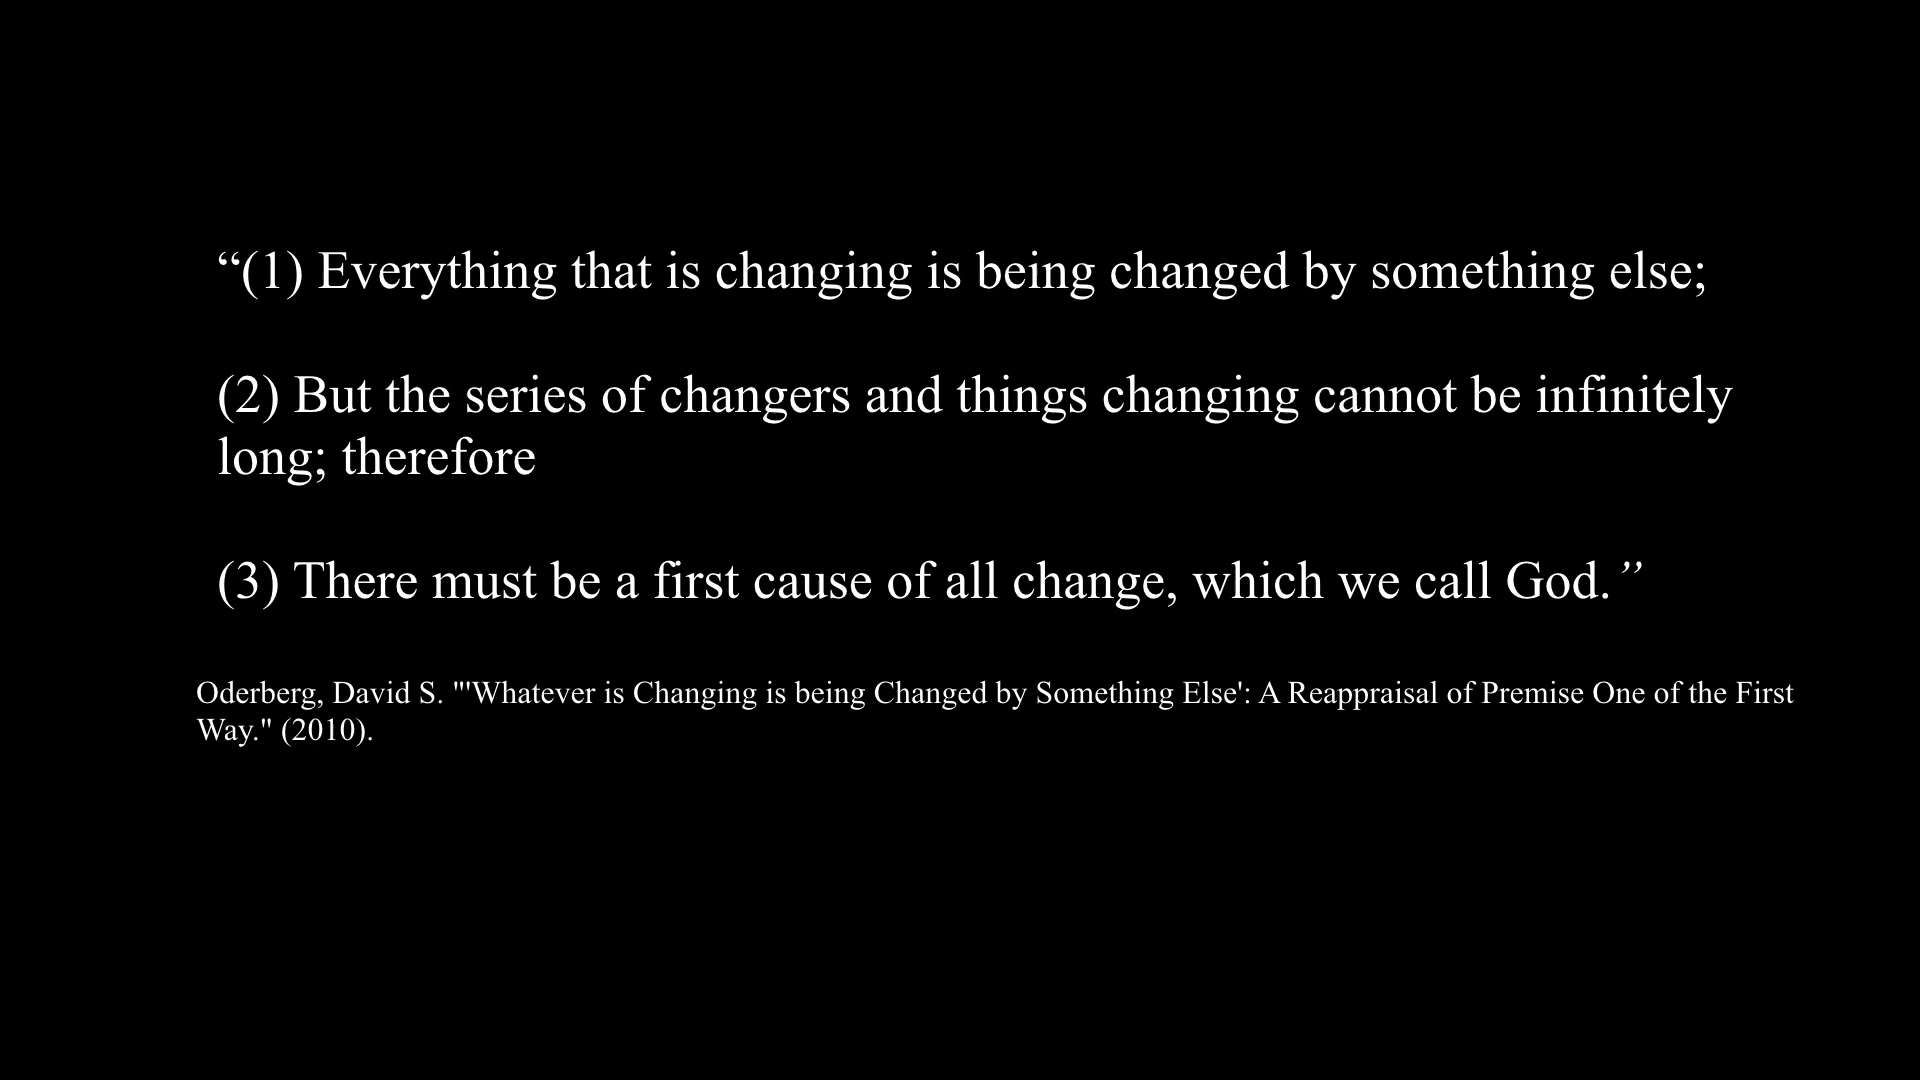 “(1) Everything that is changing is being changed by something else;
(2) But the series of changers and things changing cannot be infinitely
long; therefore
(3) There must be a first cause of all change, which we call God.”
Oderberg, David S. "'Whatever is Changing is being Changed by Something Else': A Reappraisal of Premise One of the First
Way." (2010).